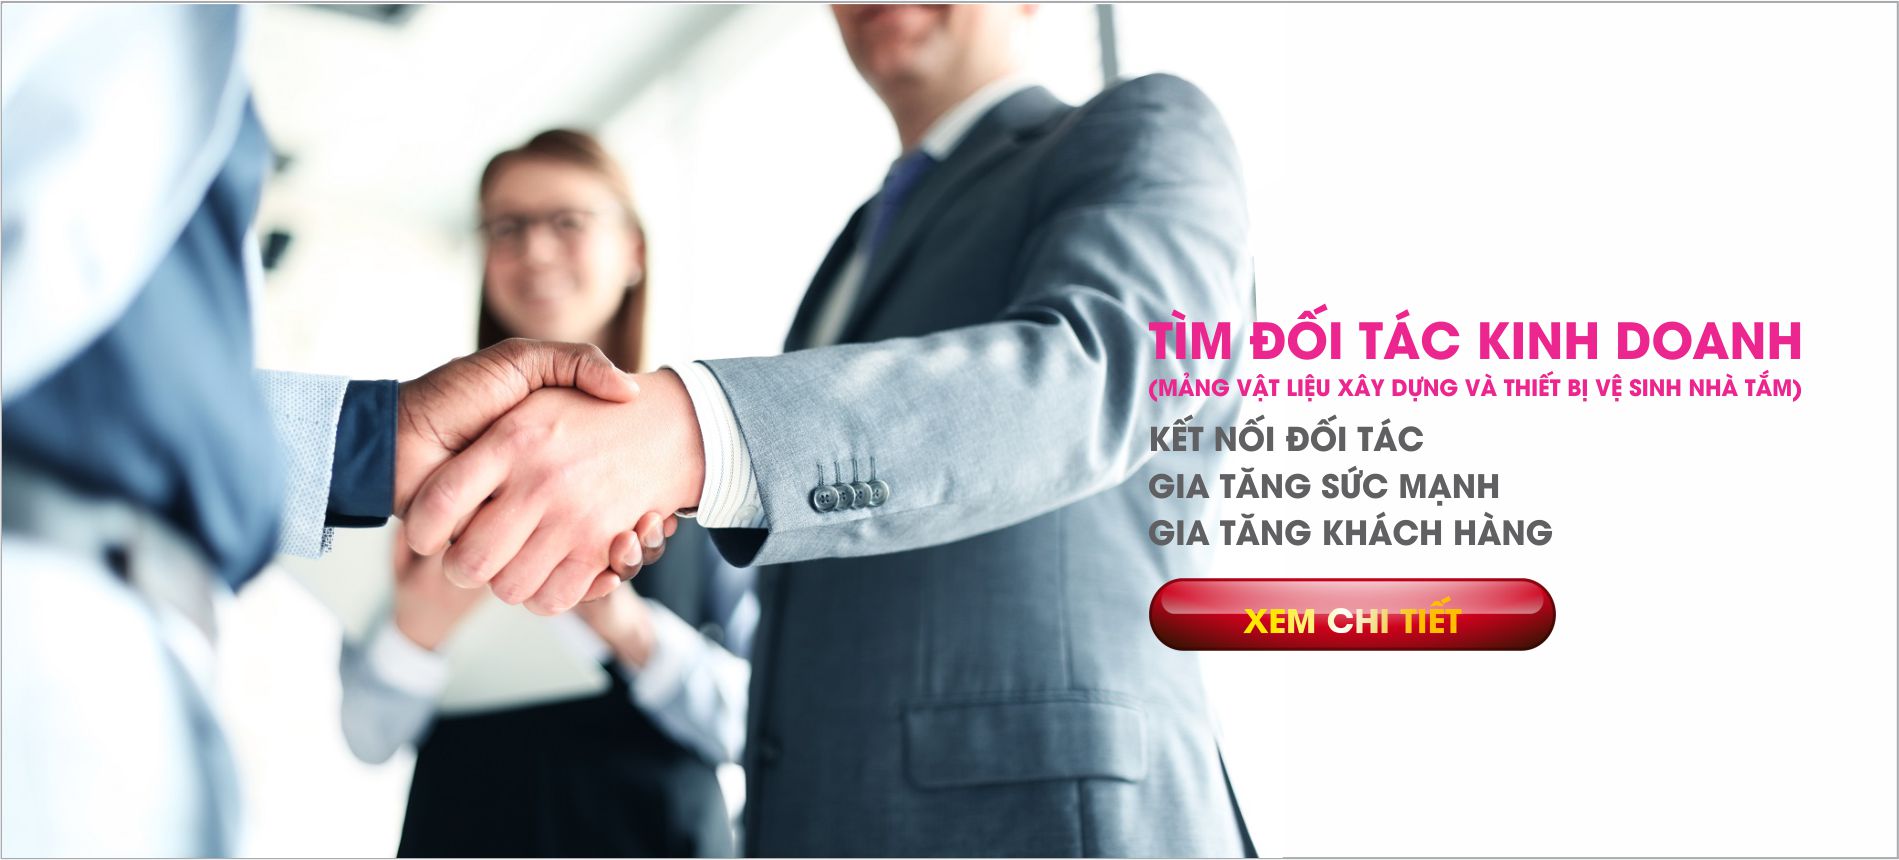 TÌM ĐỐI TÁC KINH DOANH
(MẢNG VẬT LIỆU XÂY DỰNG VÀ THIẾT BỊ VỆ SINH NHÀ TẮM)
KẾT NỐI ĐỐI TÁC
GIA TĂNG SỨC MẠNH
GIA TĂNG KHÁCH HÀNG
XEM CHI TIẾT